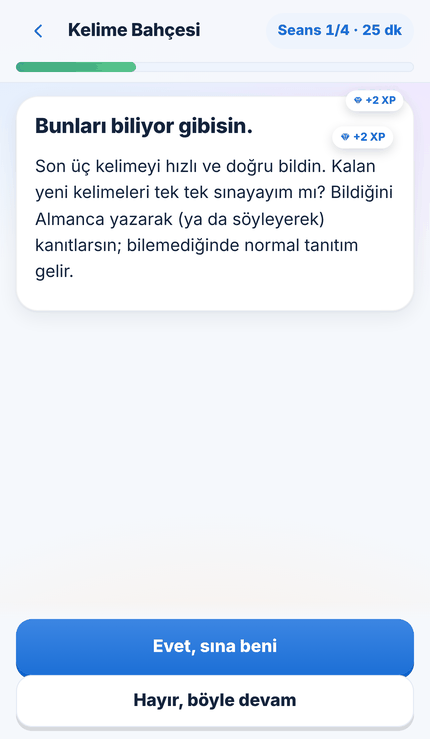 Kelime Bahçesi
Seans 1/4 · 25 dk
+2 XP
Bunları biliyor gibisin.
+2 XP
Son üç kelimeyi hızlı ve doğru bildin. Kalan
yeni kelimeleri tek tek sınayayım mı? Bildiğini
Almanca yazarak (ya da söyleyerek)
kanıtlarsın; bilemediğinde normal tanıtım
gelir.
Evet, sına beni
Hayır, böyle devam